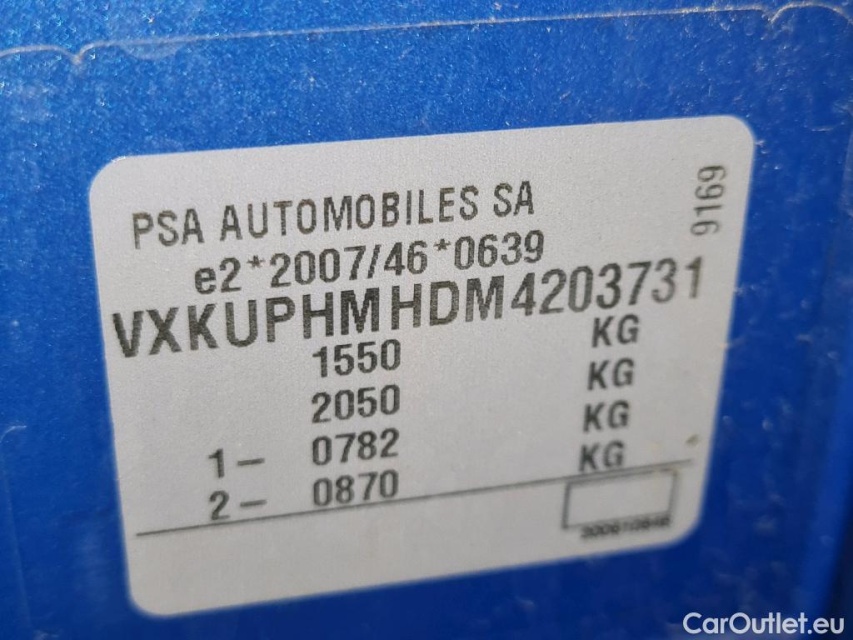 PSA AUTOMOBILES SA
9169
e2*2007/46*0639
VXKUPHMHDM4203731
1550 KG
2050 KG
1- 0782 KG
2- 0870 KG
CarOutlet.eu